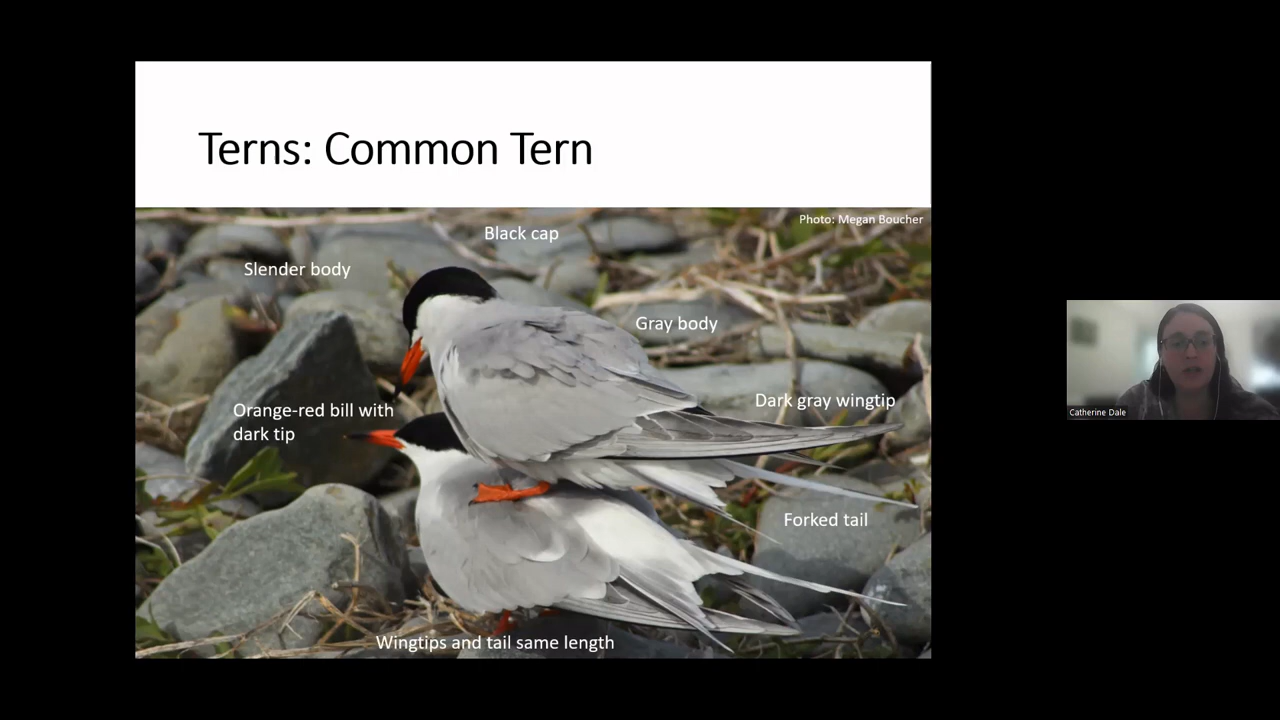 Terns: Common Tern
Photo: Megan Boucher
Black cap
Slender body
Gray body
Dark gray wingtip
Orange-red bill with
dark tip
Forked tail
Wingtips and tail same length
Catherine Dale